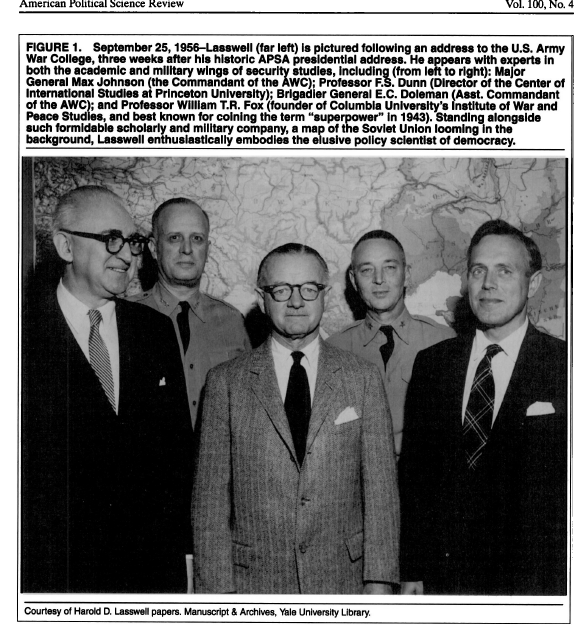 American Political Science Review Vol. 100, No. 4
FIGURE 1. September 25, 1956–Lasswell (far left) is pictured following an address to the U.S. Army
War College, three weeks after his historic APSA presidential address. He appears with experts in
both the academic and military wings of security studies, including (from left to right): Major
General Max Johnson (the Commandant of the AWC); Professor F.S. Dunn (Director of the Center of
International Studies at Princeton University); Brigadier General E.C. Doleman (Asst. Commandant
of the AWC); and Professor William T.R. Fox (founder of Columbia University's Institute of War and
Peace Studies, and best known for coining the term "superpower" in 1943). Standing alongside
such formidable scholarly and military company, a map of the Soviet Union looming in the
background, Lasswell enthusiastically embodies the elusive policy scientist of democracy.
Courtesy of Harold D. Lasswell papers. Manuscript & Archives, Yale University Library.